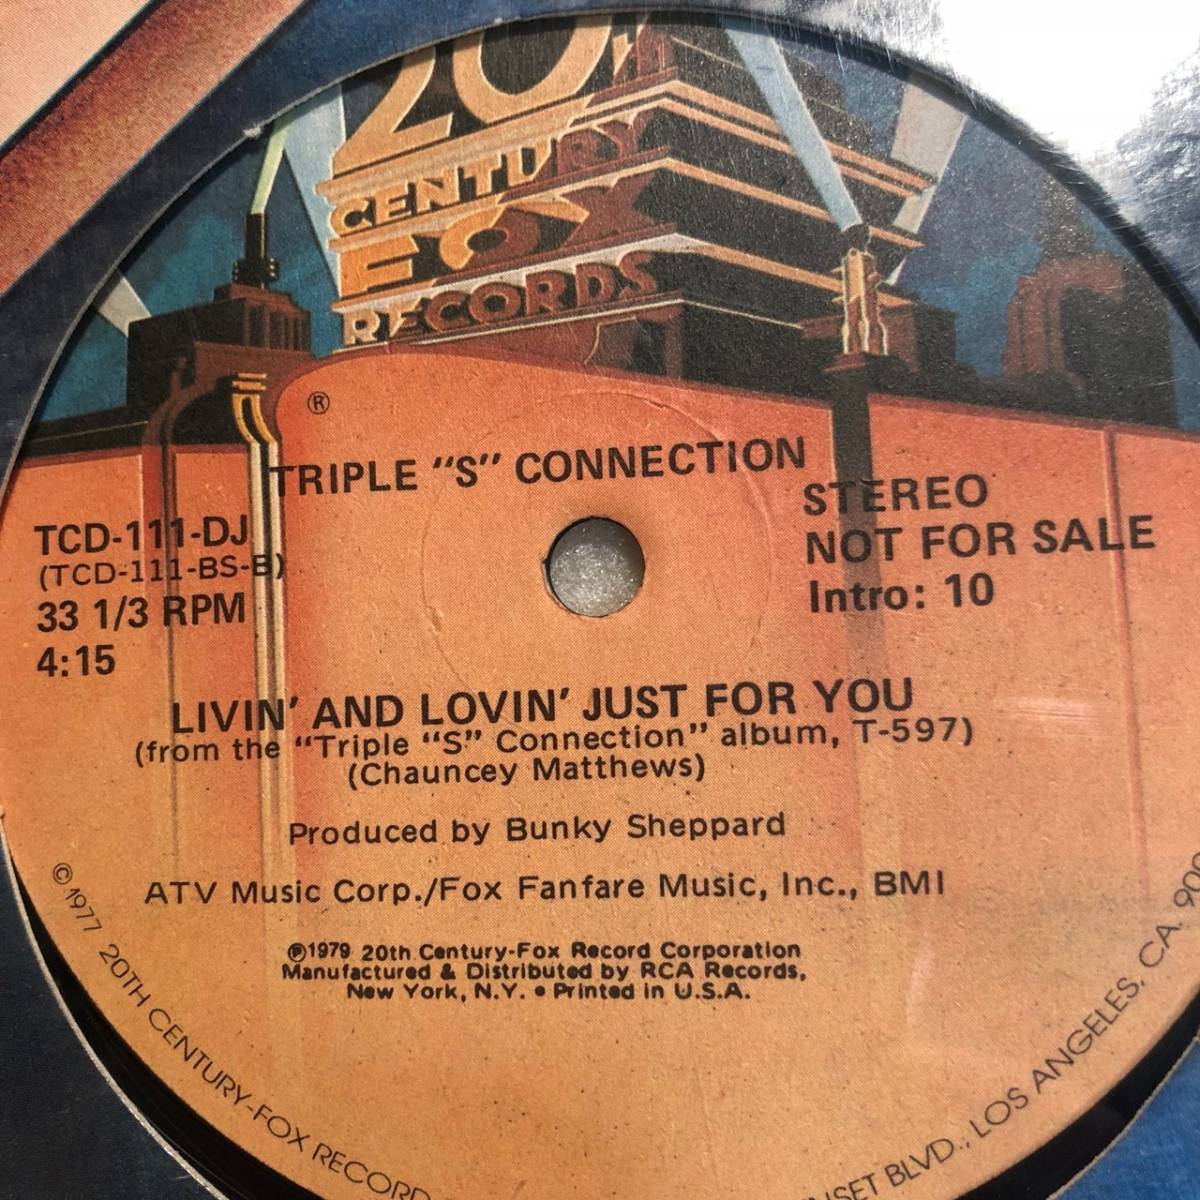 20th
CENTURY
FOX
RECORDS
®
TRIPLE "S" CONNECTION
TCD-111-DJ
(TCD-111-BS-B)
33 1/3 RPM
4:15
STEREO
NOT FOR SALE
Intro: 10
LIVIN' AND LOVIN' JUST FOR YOU
(from the "Triple "S" Connection" album, T-597)
(Chauncey Matthews)
Produced by Bunky Sheppard
ATV Music Corp./Fox Fanfare Music, Inc., BMI
℗1979 20th Century-Fox Record Corporation
Manufactured & Distributed by RCA Records,
New York, N.Y. • Printed in U.S.A.
©1977 20TH CENTURY-FOX RECORD BLVD., LOS ANGELES, CA.